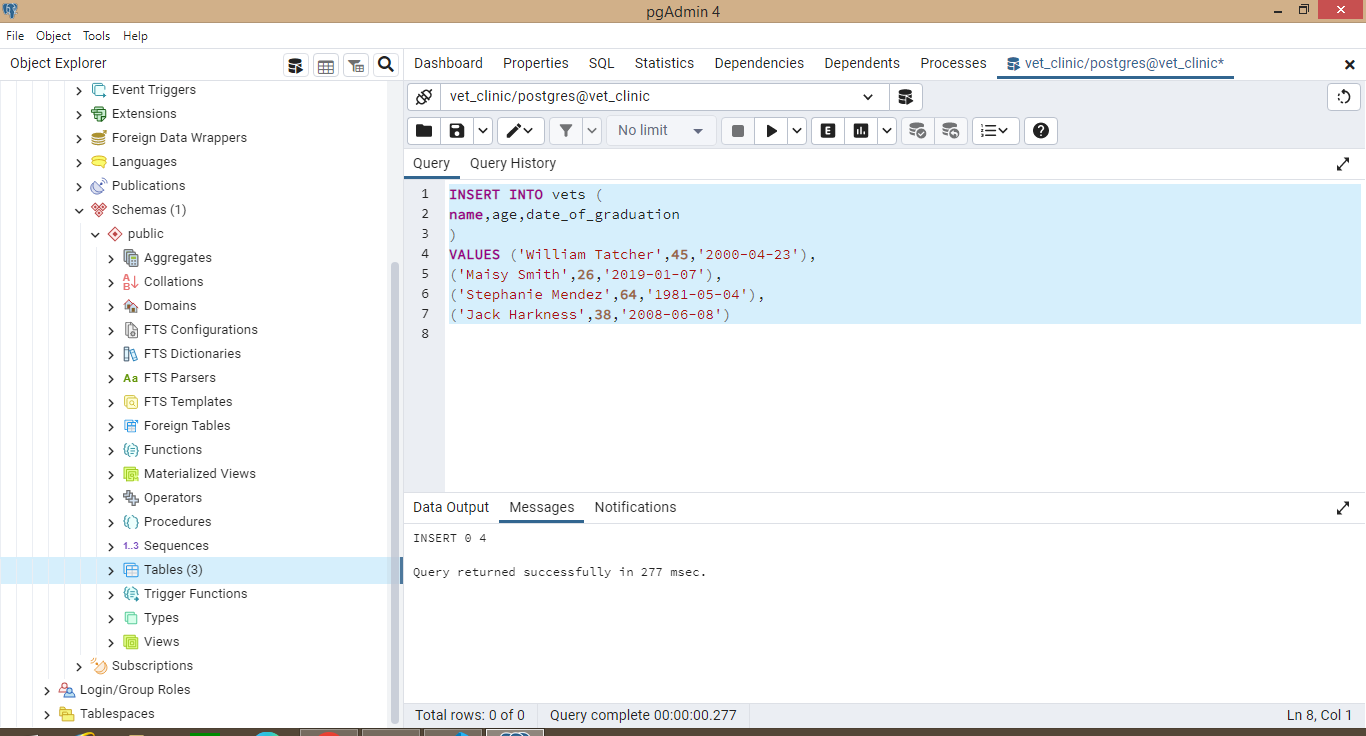 pgAdmin 4
File Object Tools Help
Object Explorer
Dashboard Properties SQL Statistics Dependencies Dependents Processes vet_clinic/postgres@vet_clinic*
Event Triggers
Extensions
Foreign Data Wrappers
Languages
Publications
Schemas (1)
public
Aggregates
Collations
Domains
FTS Configurations
FTS Dictionaries
Aa FTS Parsers
FTS Templates
Foreign Tables
Functions
Materialized Views
Operators
Procedures
1..3 Sequences
Tables (3)
Trigger Functions
Types
Views
Subscriptions
Login/Group Roles
Tablespaces
vet_clinic/postgres@vet_clinic
No limit
E
Query Query History
1 INSERT INTO vets (
2 name,age,date_of_graduation
3 )
4 VALUES ('William Tatcher',45,'2000-04-23'),
5 ('Maisy Smith',26,'2019-01-07'),
6 ('Stephanie Mendez',64,'1981-05-04'),
7 ('Jack Harkness',38,'2008-06-08')
8
Data Output Messages Notifications
INSERT 0 4
Query returned successfully in 277 msec.
Total rows: 0 of 0 Query complete 00:00:00.277 Ln 8, Col 1